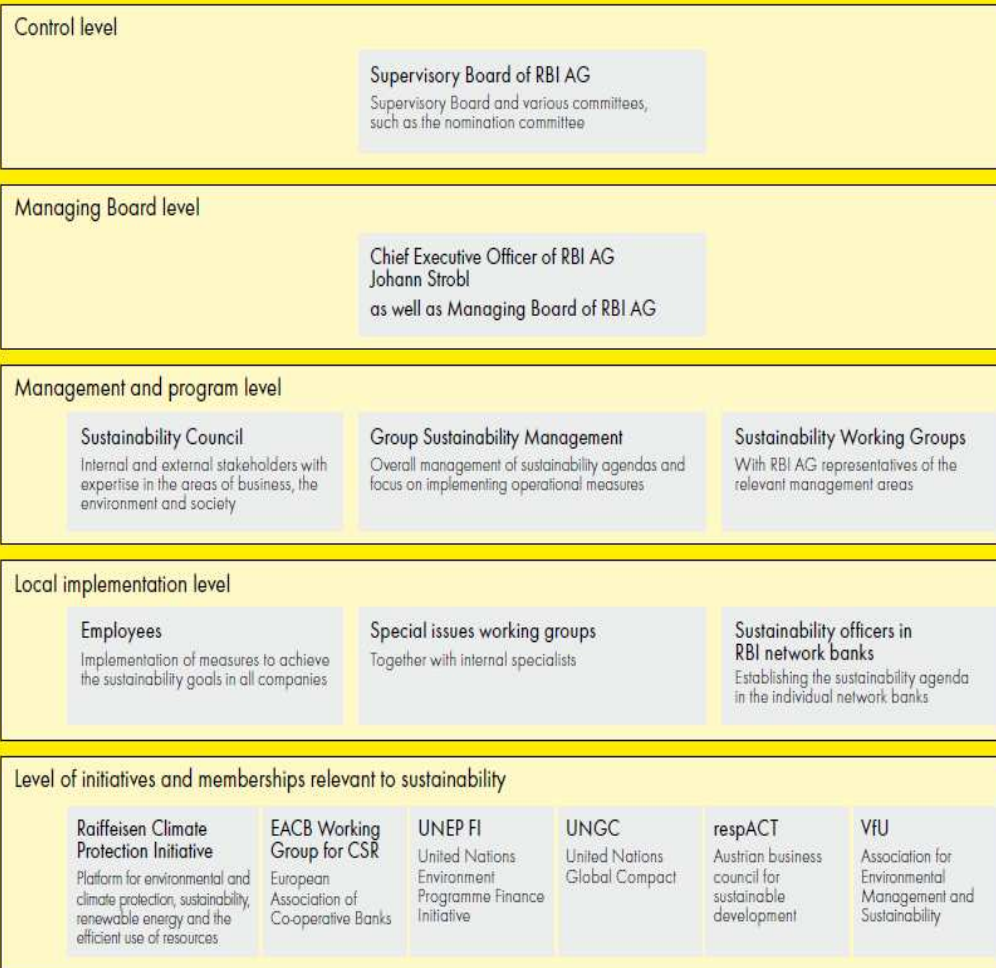 Control level
Supervisory Board of RBI AG
Supervisory Board and various committees,
such as the nomination committee
Managing Board level
Chief Executive Officer of RBI AG
Johann Strobl
as well as Managing Board of RBI AG
Management and program level
Sustainability Council
Internal and external stakeholders with
expertise in the areas of business, the
environment and society
Group Sustainability Management
Overall management of sustainability agendas and
focus on implementing operational measures
Sustainability Working Groups
With RBI AG representatives of the
relevant management areas
Local implementation level
Employees
Implementation of measures to achieve
the sustainability goals in all companies
Special issues working groups
Together with internal specialists
Sustainability officers in
RBI network banks
Establishing the sustainability agenda
in the individual network banks
Level of initiatives and memberships relevant to sustainability
Raiffeisen Climate
Protection Initiative
Platform for environmental and
climate protection, sustainability,
renewable energy and the
efficient use of resources
EACB Working
Group for CSR
European
Association of
Co-operative Banks
UNEP FI
United Nations
Environment
Programme Finance
Initiative
UNGC
United Nations
Global Compact
respACT
Austrian business
council for
sustainable
development
VfU
Association for
Environmental
Management and
Sustainability